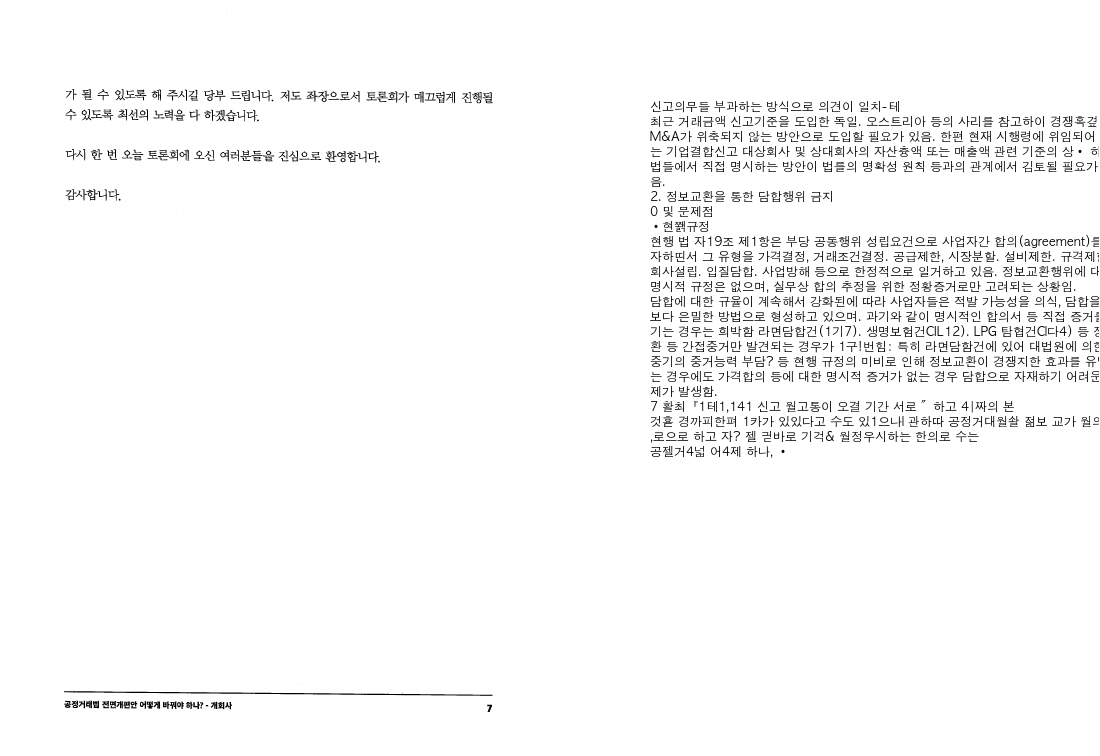 가 될 수 있도록 해 주시길 당부 드립니다. 저도 좌장으로서 토론회가 매끄럽게 진행될
수 있도록 최선의 노력을 다 하겠습니다.
다시 한 번 오늘 토론회에 오신 여러분들을 진심으로 환영합니다.
감사합니다.
공정거래법 전면개편안 어떻게 바꿔야 하나? - 개회사
7
신고의무들 부과하는 방식으로 의견이 일치-테
최근 거래금액 신고기준을 도입한 독일. 오스트리아 등의 사리를 참고하이 경쟁혹겊
M&A가 위축되지 않는 방안으로 도입할 필요가 있음. 한편 현재 시행령에 위임되어
는 기업결합신고 대상회사 및 상대회사의 자산총액 또는 매출액 관련 기준의 상 • 하
법들에서 직접 명시하는 방안이 법률의 명확성 원칙 등과의 관계에서 김토될 필요가
음.
2. 정보교환을 통한 담합행위 금지
0 및 문제점
• 현쮉규정
현행 법 자19조 제1항은 부당 공동행위 성립요건으로 사업자간 합의(agreement)를
자하띤서 그 유형을 가격결정, 거래조건결정. 공급제한, 시장분할. 설비제한. 규격제한
회사설립. 입질담합. 사업방해 등으로 한정적으로 일거하고 있음. 정보교환행위에 대
명시적 규정은 없으며, 실무상 합의 추정을 위한 정황증거로만 고려되는 상황임.
담합에 대한 규율이 계속해서 강화된에 따라 사업자들은 적발 가능성을 의식, 담합을
보다 은밀한 방법으로 형성하고 있으며. 과기와 같이 명시적인 합의서 등 직접 증거를
기는 경우는 희박함 라면담합건(1기7). 생명보험건CIL12). LPG 탐협건CI다4) 등 정
환 등 간접중거만 발견되는 경우가 1구!번힘: 특히 라면담함건에 있어 대법원에 의한
중기의 중거능력 부담? 등 현행 규정의 미비로 인해 정보교환이 경쟁지한 효과를 유발
는 경우에도 가격합의 등에 대한 명시적 증거가 없는 경우 담합으로 자재하기 어려운
제가 발생함.
7 활최『1테1,141 신고 월고통이 오결 기간 서로 ˝ 하고 4|짜의 본
것혼 경까피한펴 1카가 있있다고 수도 있1으나l 관하따 공정거대월솰 젊보 교가 월의
,로으로 하고 자? 젤 귇바로 기걱& 월정우시하는 한의로 수는
공젤거4넓 어4제 하나, •